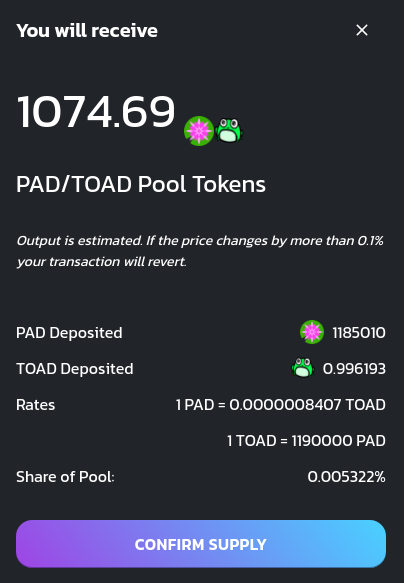 You will receive
1074.69
PAD/TOAD Pool Tokens
Output is estimated. If the price changes by more than 0.1%
your transaction will revert.
PAD Deposited 1185010
TOAD Deposited 0.996193
Rates 1 PAD = 0.0000008407 TOAD
1 TOAD = 1190000 PAD
Share of Pool: 0.005322%
CONFIRM SUPPLY